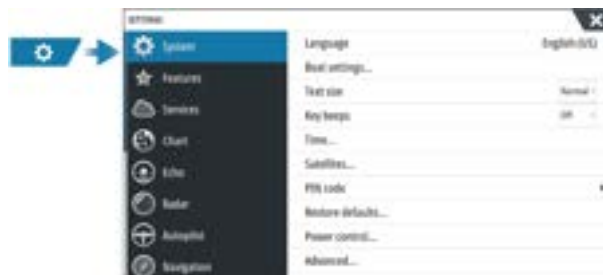 SETTINGS
System
Features
Services
Chart
Echo
Radar
Autopilot
Navigation
Language English (US)
Boat settings...
Text size Normal
Key beeps Off
Time...
Satellites...
PIN code
Restore defaults...
Power control...
Advanced...